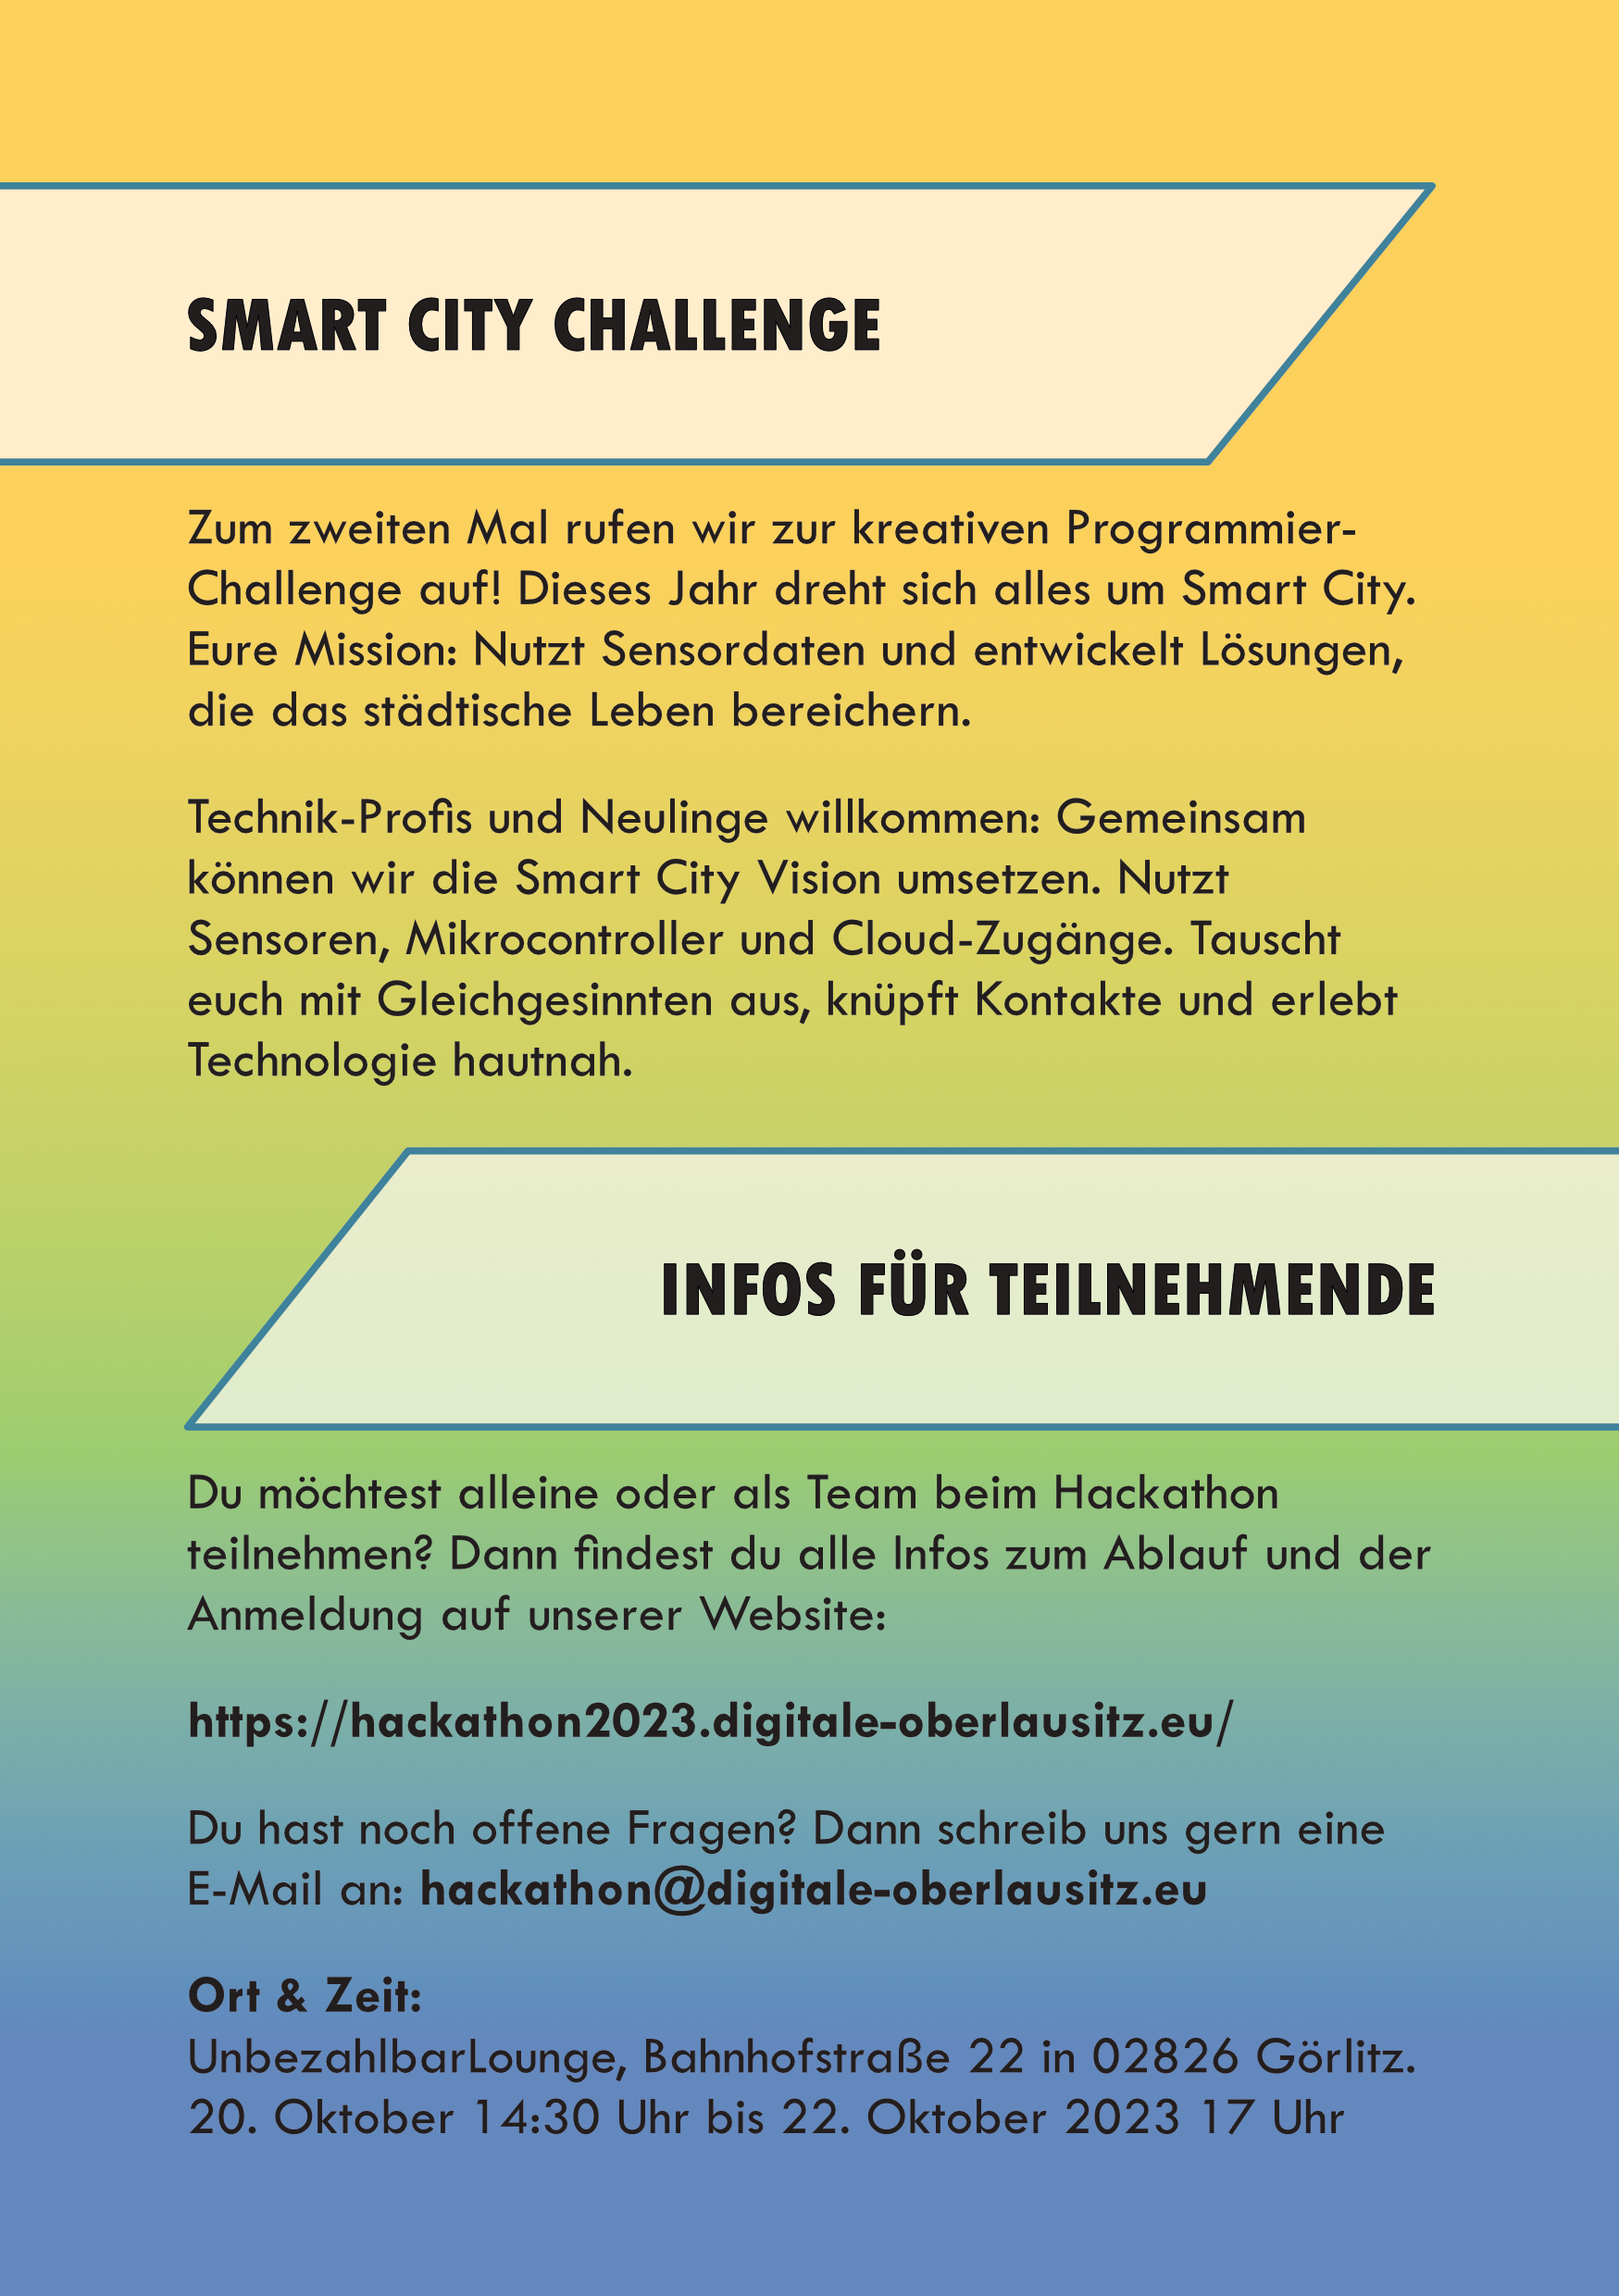 SMART CITY CHALLENGE
Zum zweiten Mal rufen wir zur kreativen Programmier-
Challenge auf! Dieses Jahr dreht sich alles um Smart City.
Eure Mission: Nutzt Sensordaten und entwickelt Lösungen,
die das städtische Leben bereichern.
Technik-Profis und Neulinge willkommen: Gemeinsam
können wir die Smart City Vision umsetzen. Nutzt
Sensoren, Mikrocontroller und Cloud-Zugänge. Tauscht
euch mit Gleichgesinnten aus, knüpft Kontakte und erlebt
Technologie hautnah.
INFOS FÜR TEILNEHMENDE
Du möchtest alleine oder als Team beim Hackathon
teilnehmen? Dann findest du alle Infos zum Ablauf und der
Anmeldung auf unserer Website:
https://hackathon2023.digitale-oberlausitz.eu/
Du hast noch offene Fragen? Dann schreib uns gern eine
E-Mail an: hackathon@digitale-oberlausitz.eu
Ort & Zeit:
UnbezahlbarLounge, Bahnhofstraße 22 in 02826 Görlitz.
20. Oktober 14:30 Uhr bis 22. Oktober 2023 17 Uhr